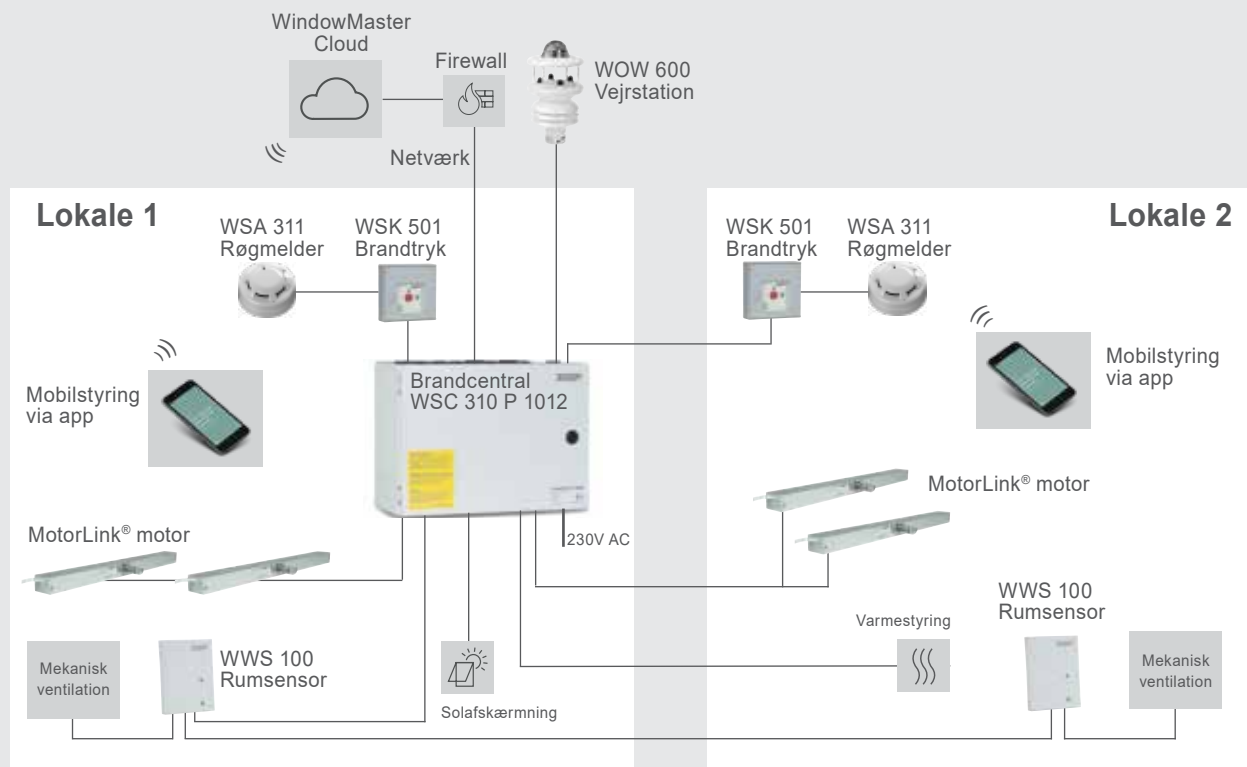 WindowMaster
Cloud
Firewall
WOW 600
Vejrstation
Netværk
Lokale 1
WSA 311
Røgmelder
WSK 501
Brandtryk
Mobilstyring
via app
Brandcentral
WSC 310 P 1012
230V AC
MotorLink® motor
Mekanisk
ventilation
WWS 100
Rumsensor
Solafskærmning
Lokale 2
WSK 501
Brandtryk
WSA 311
Røgmelder
Mobilstyring
via app
MotorLink® motor
Varmestyring
WWS 100
Rumsensor
Mekanisk
ventilation